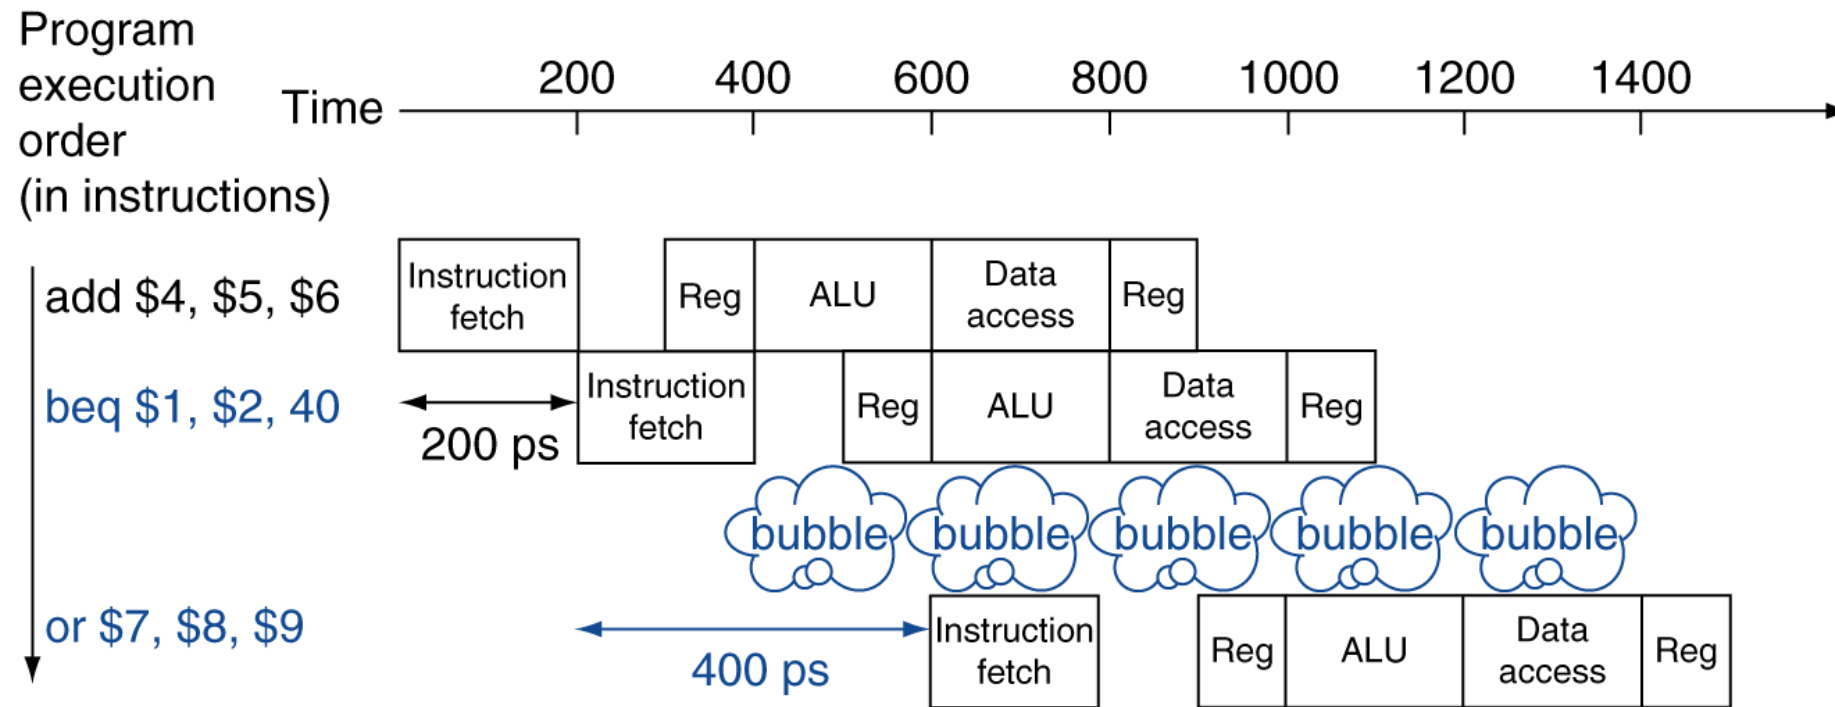 Program
execution
order
(in instructions)
Time
200 400 600 800 1000 1200 1400
add $4, $5, $6
Instruction
fetch
Reg
ALU
Data
access
Reg
beq $1, $2, 40
200 ps
Instruction
fetch
Reg
ALU
Data
access
Reg
bubble bubble bubble bubble bubble
or $7, $8, $9
400 ps
Instruction
fetch
Reg
ALU
Data
access
Reg